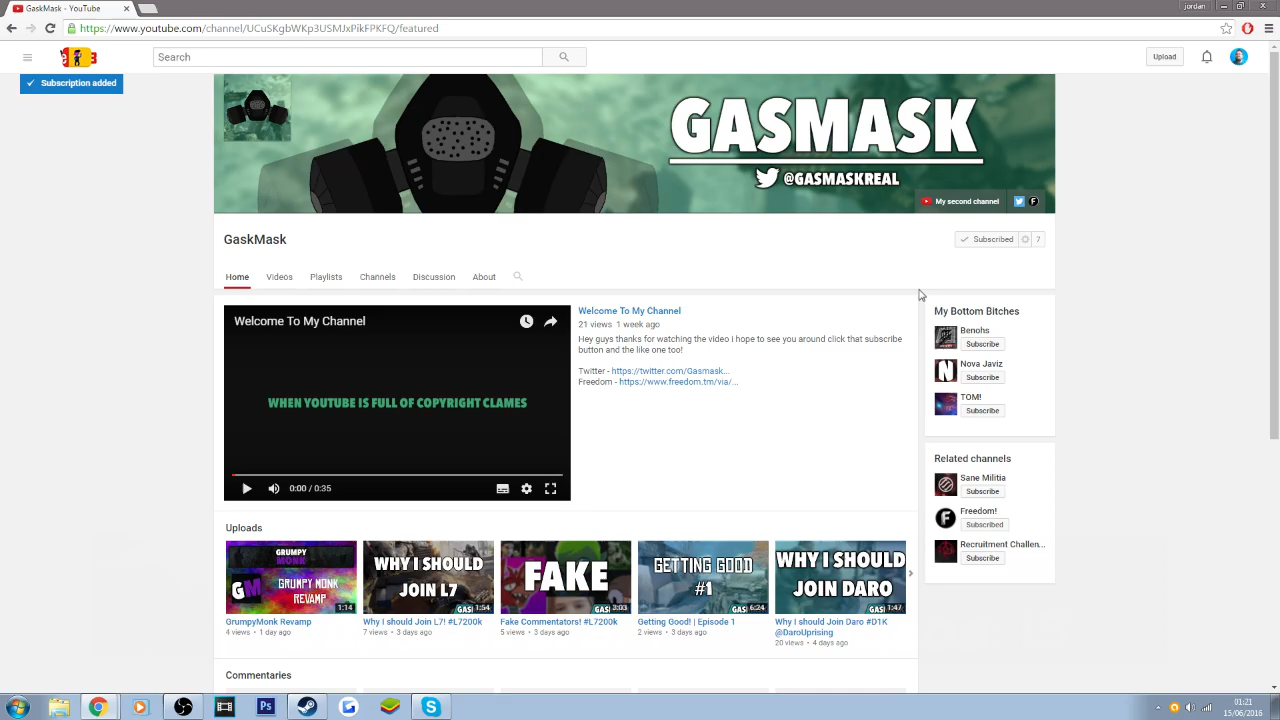 GaskMask - YouTube
jordan
https://www.youtube.com/channel/UCuSKgbWKp3USMJxPikFPKFQ/featured
Search
Upload
Subscription added
GASMASK
@GASMASKREAL
My second channel
GaskMask
Subscribed 7
Home Videos Playlists Channels Discussion About
Welcome To My Channel
WHEN YOUTUBE IS FULL OF COPYRIGHT CLAMES
0:00 / 0:35
Welcome To My Channel
21 views 1 week ago
Hey guys thanks for watching the video i hope to see you around click that subscribe
button and the like one too!
Twitter - https://twitter.com/Gasmask...
Freedom - https://www.freedom.tm/via/...
My Bottom Bitches
Benohs
Subscribe
Nova Javiz
Subscribe
TOM!
Subscribe
Related channels
Sane Militia
Subscribe
Freedom!
Subscribed
Recruitment Challen...
Subscribe
Uploads
GRUMPY
MONK
GM
GRUMPY MONK
REVAMP
1:14
GrumpyMonk Revamp
4 views 1 day ago
WHY I SHOULD
JOIN L7
GAS
1:54
Why I should Join L7! #L7200k
7 views 3 days ago
FAKE
GAS
3:03
Fake Commentators! #L7200k
5 views 3 days ago
GETTING GOOD
#1
GAS
6:24
Getting Good! | Episode 1
2 views 3 days ago
WHY I SHOULD
JOIN DARO
GAS
1:47
Why I should Join Daro #D1K
@DaroUprising
20 views 4 days ago
Commentaries
Ps
01:21
15/06/2016